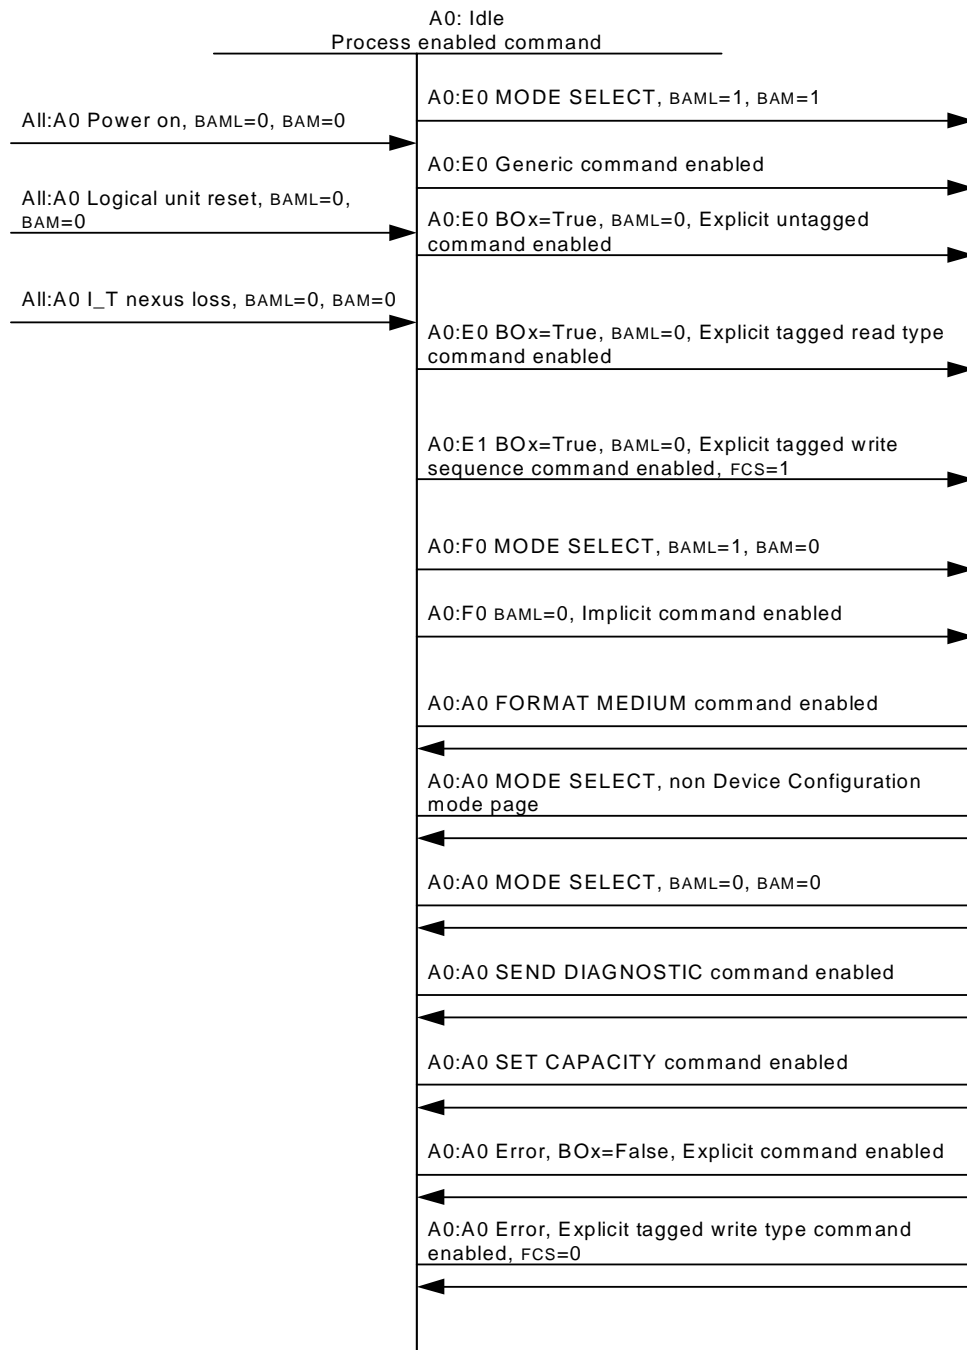 A0: Idle
Process enabled command
All:A0 Power on, BAML=0, BAM=0
All:A0 Logical unit reset, BAML=0,
BAM=0
All:A0 I_T nexus loss, BAML=0, BAM=0
A0:E0 MODE SELECT, BAML=1, BAM=1
A0:E0 Generic command enabled
A0:E0 BOx=True, BAML=0, Explicit untagged
command enabled
A0:E0 BOx=True, BAML=0, Explicit tagged read type
command enabled
A0:E1 BOx=True, BAML=0, Explicit tagged write
sequence command enabled, FCS=1
A0:F0 MODE SELECT, BAML=1, BAM=0
A0:F0 BAML=0, Implicit command enabled
A0:A0 FORMAT MEDIUM command enabled
A0:A0 MODE SELECT, non Device Configuration
mode page
A0:A0 MODE SELECT, BAML=0, BAM=0
A0:A0 SEND DIAGNOSTIC command enabled
A0:A0 SET CAPACITY command enabled
A0:A0 Error, BOx=False, Explicit command enabled
A0:A0 Error, Explicit tagged write type command
enabled, FCS=0